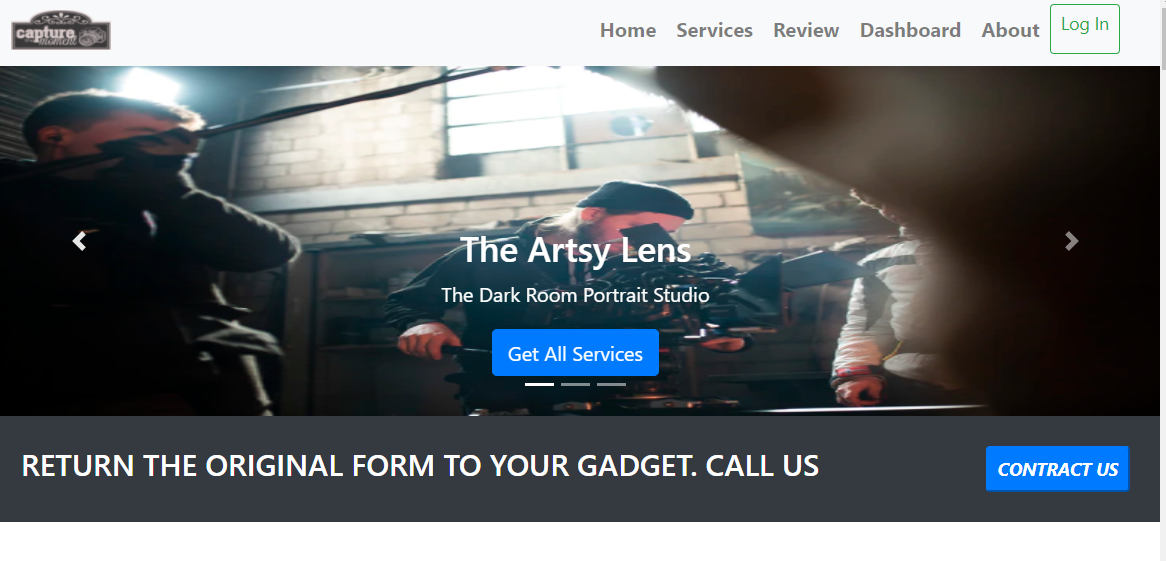 capture
moment
Home Services Review Dashboard About Log In
The Artsy Lens
The Dark Room Portrait Studio
Get All Services
RETURN THE ORIGINAL FORM TO YOUR GADGET. CALL US
CONTRACT US